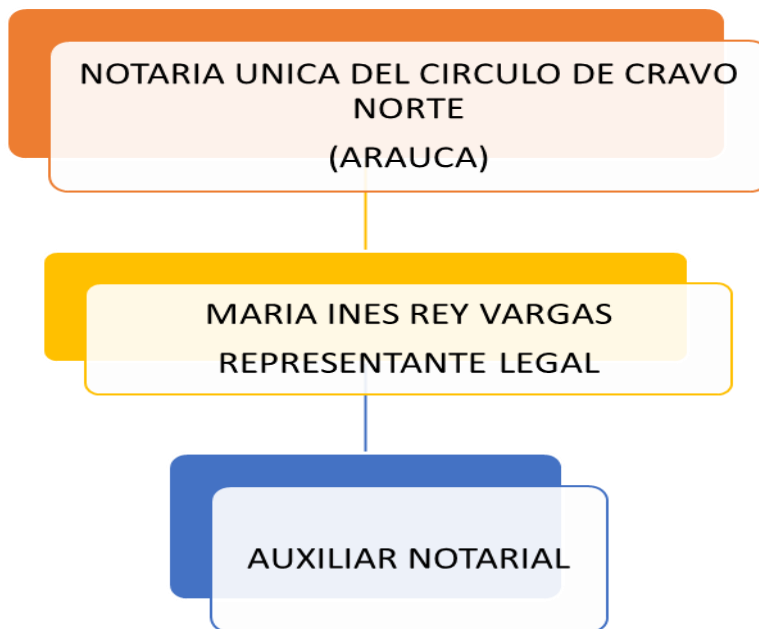 NOTARIA UNICA DEL CIRCULO DE CRAVO
NORTE
(ARAUCA)
MARIA INES REY VARGAS
REPRESENTANTE LEGAL
AUXILIAR NOTARIAL